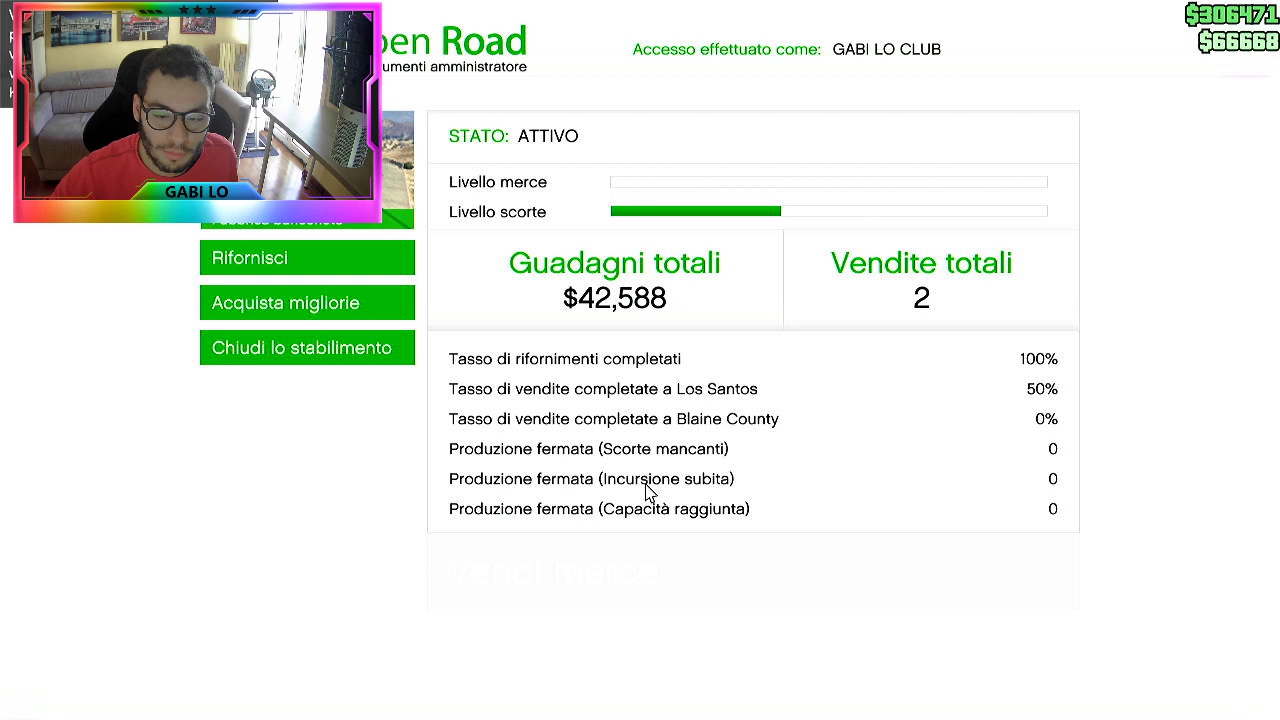 $306471
$66668
pen Road
umenti amministratore
Accesso effettuato come: GABI LO CLUB
GABI LO
Rifornisci
Acquista migliorie
Chiudi lo stabilimento
STATO: ATTIVO
Livello merce
Livello scorte
Guadagni totali
$42,588
Vendite totali
2
Tasso di rifornimenti completati 100%
Tasso di vendite completate a Los Santos 50%
Tasso di vendite completate a Blaine County 0%
Produzione fermata (Scorte mancanti) 0
Produzione fermata (Incursione subita) 0
Produzione fermata (Capacità raggiunta) 0
Vendi merce